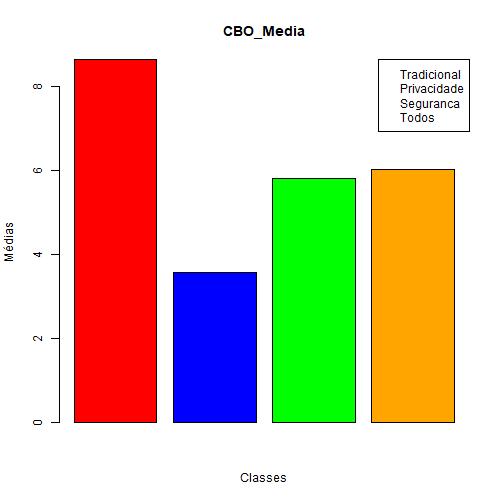 CBO_Media
Tradicional
Privacidade
Seguranca
Todos
Médias
8
6
4
2
0
Classes